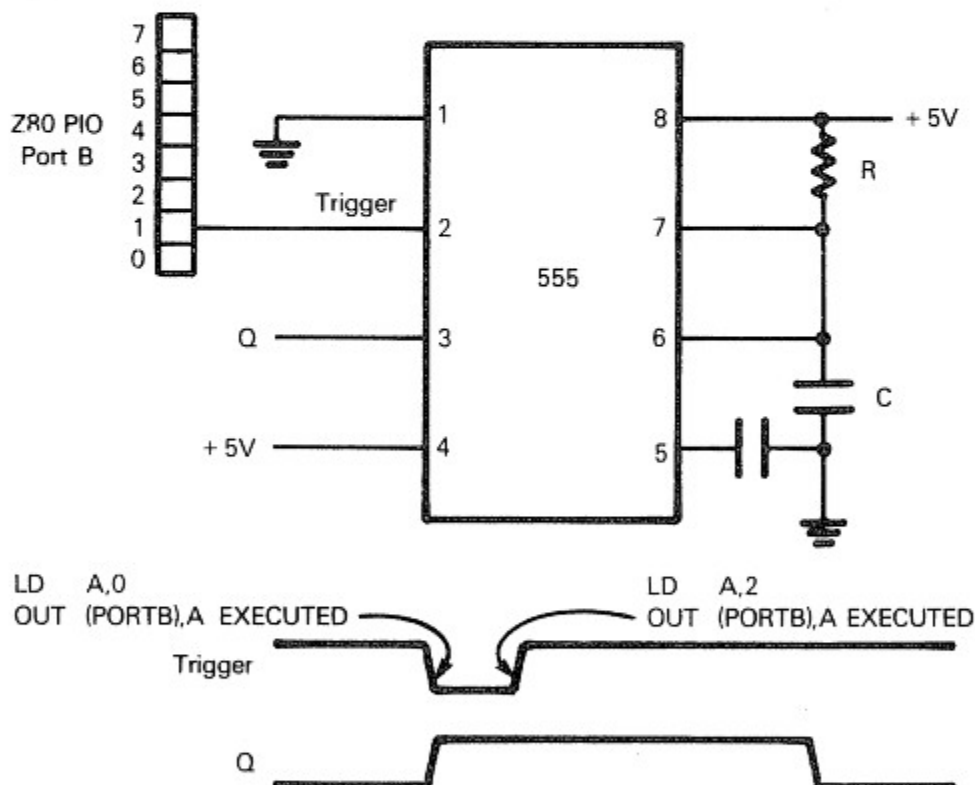 7
6
5
4
3
2
1
0
Z80 PIO
Port B
Trigger
Q
+ 5V
1
2
3
4
555
8
7
6
5
+ 5V
R
C
LD A,0
OUT (PORTB),A EXECUTED
LD A,2
OUT (PORTB),A EXECUTED
Trigger
Q